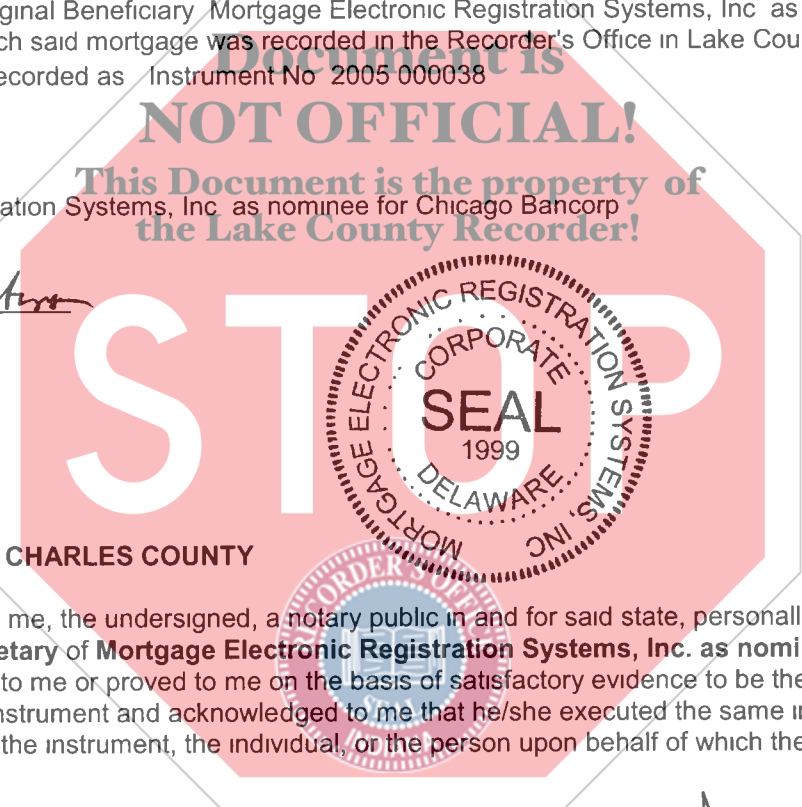 ginal Beneficiary Mortgage Electronic Registration Systems, Inc as
ch said mortgage was recorded in the Recorder's Office in Lake Cou
Document is
ecorded as Instrument No 2005 000038
NOT OFFICIAL!
This Document is the property of
ation Systems, Inc as nominee for Chicago Bancorp
the Lake County Recorder!
STOP
MORTGAGE ELECTRONIC REGISTRATION SYSTEMS, INC
CORPORATE
SEAL
1999
DELAWARE
CHARLES COUNTY
RECORDER'S OFFICE
me, the undersigned, a notary public in and for said state, personall
etary of Mortgage Electronic Registration Systems, Inc. as nomi
to me or proved to me on the basis of satisfactory evidence to be the
nstrument and acknowledged to me that he/she executed the same i
SEAL
the instrument, the individual, or the person upon behalf of which the
INDIANA